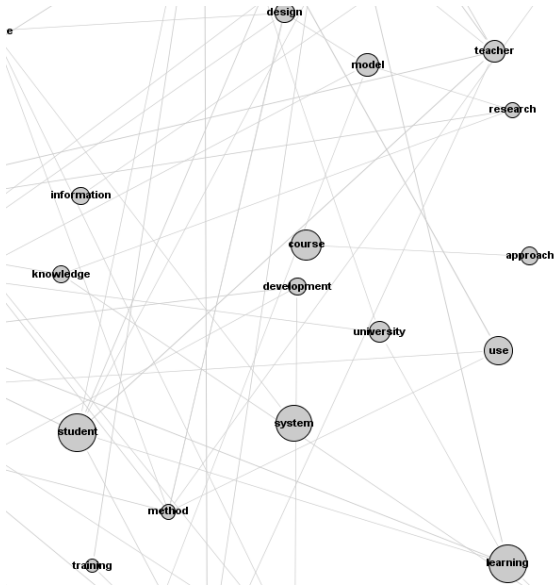 design
e
teacher
model
research
information
course
approach
knowledge
development
university
use
student
system
method
learning
training